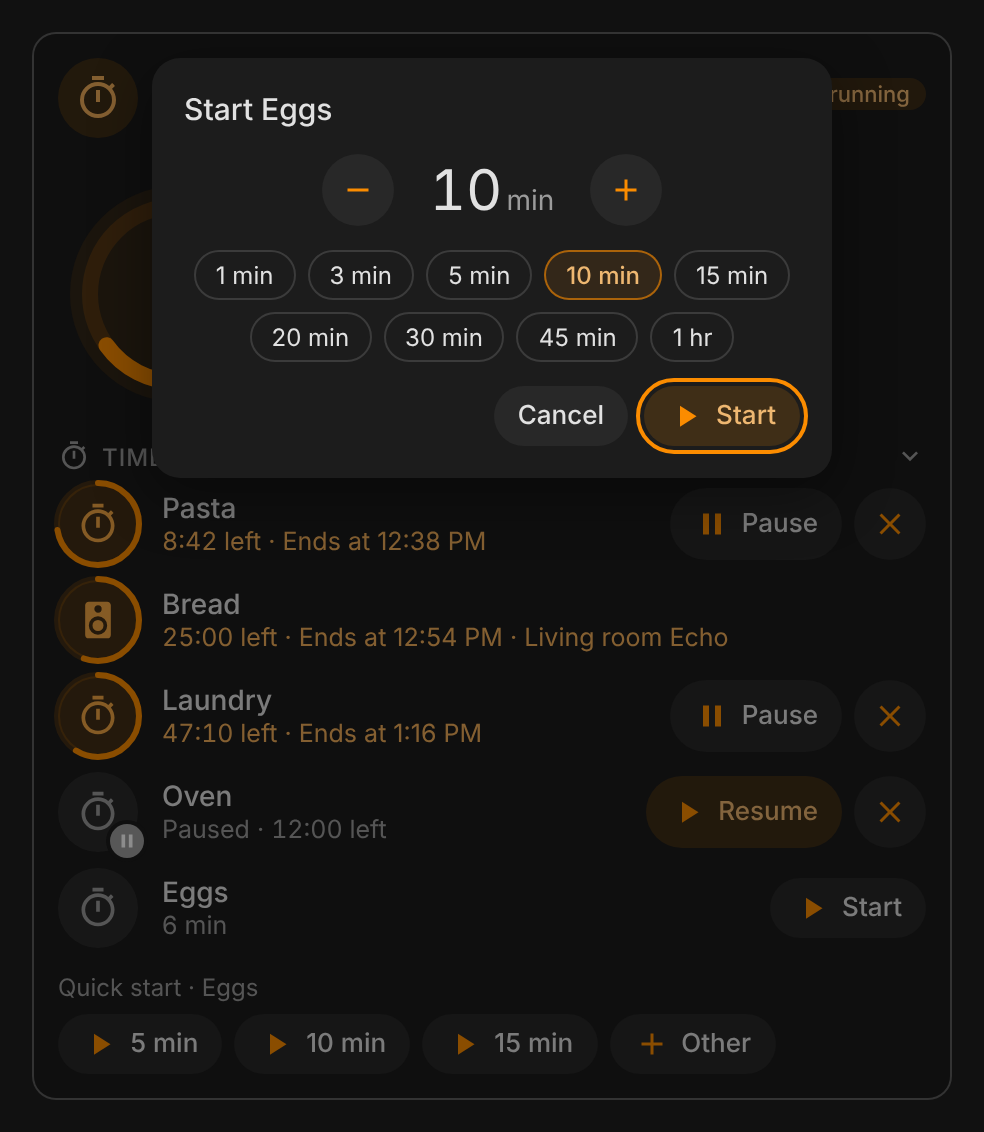 Start Eggs
running
10 min
1 min 3 min 5 min 10 min 15 min
20 min 30 min 45 min 1 hr
Cancel Start
Pasta
8:42 left · Ends at 12:38 PM
Pause
Bread
25:00 left · Ends at 12:54 PM · Living room Echo
Laundry
47:10 left · Ends at 1:16 PM
Pause
Oven
Paused · 12:00 left
Resume
Eggs
6 min
Start
Quick start · Eggs
5 min 10 min 15 min Other